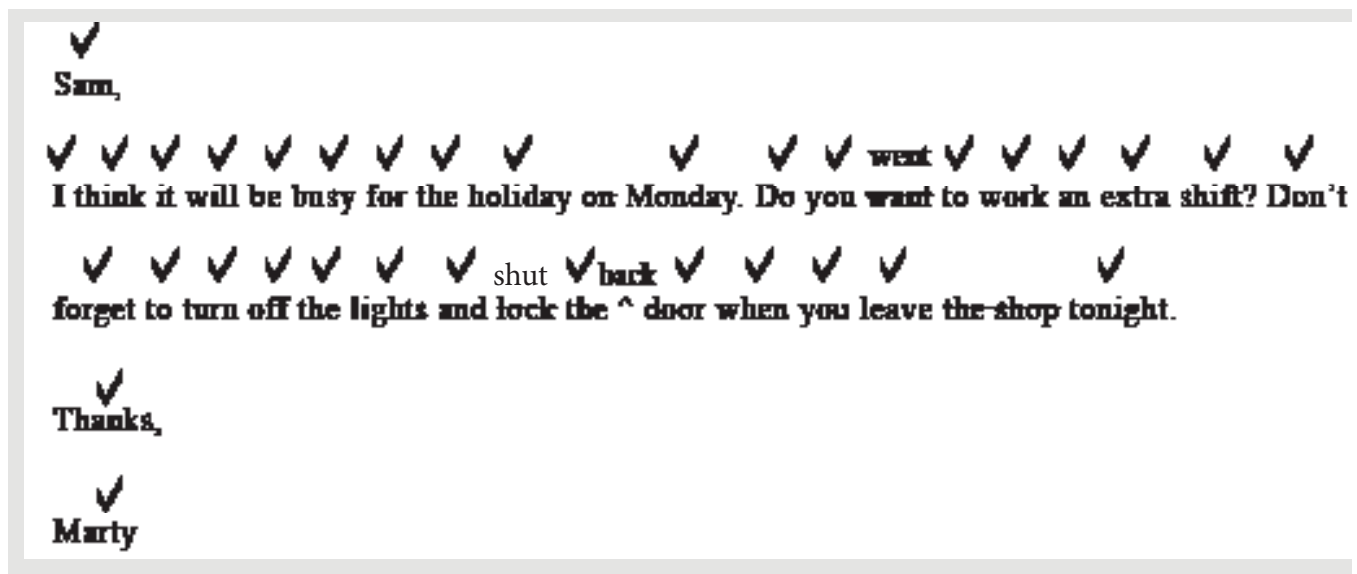 Sam,
went
I think it will be busy for the holiday on Monday. Do you want to work an extra shift? Don't
shut back
forget to turn off the lights and lock the ^ door when you leave the shop tonight.
Thanks,
Marty